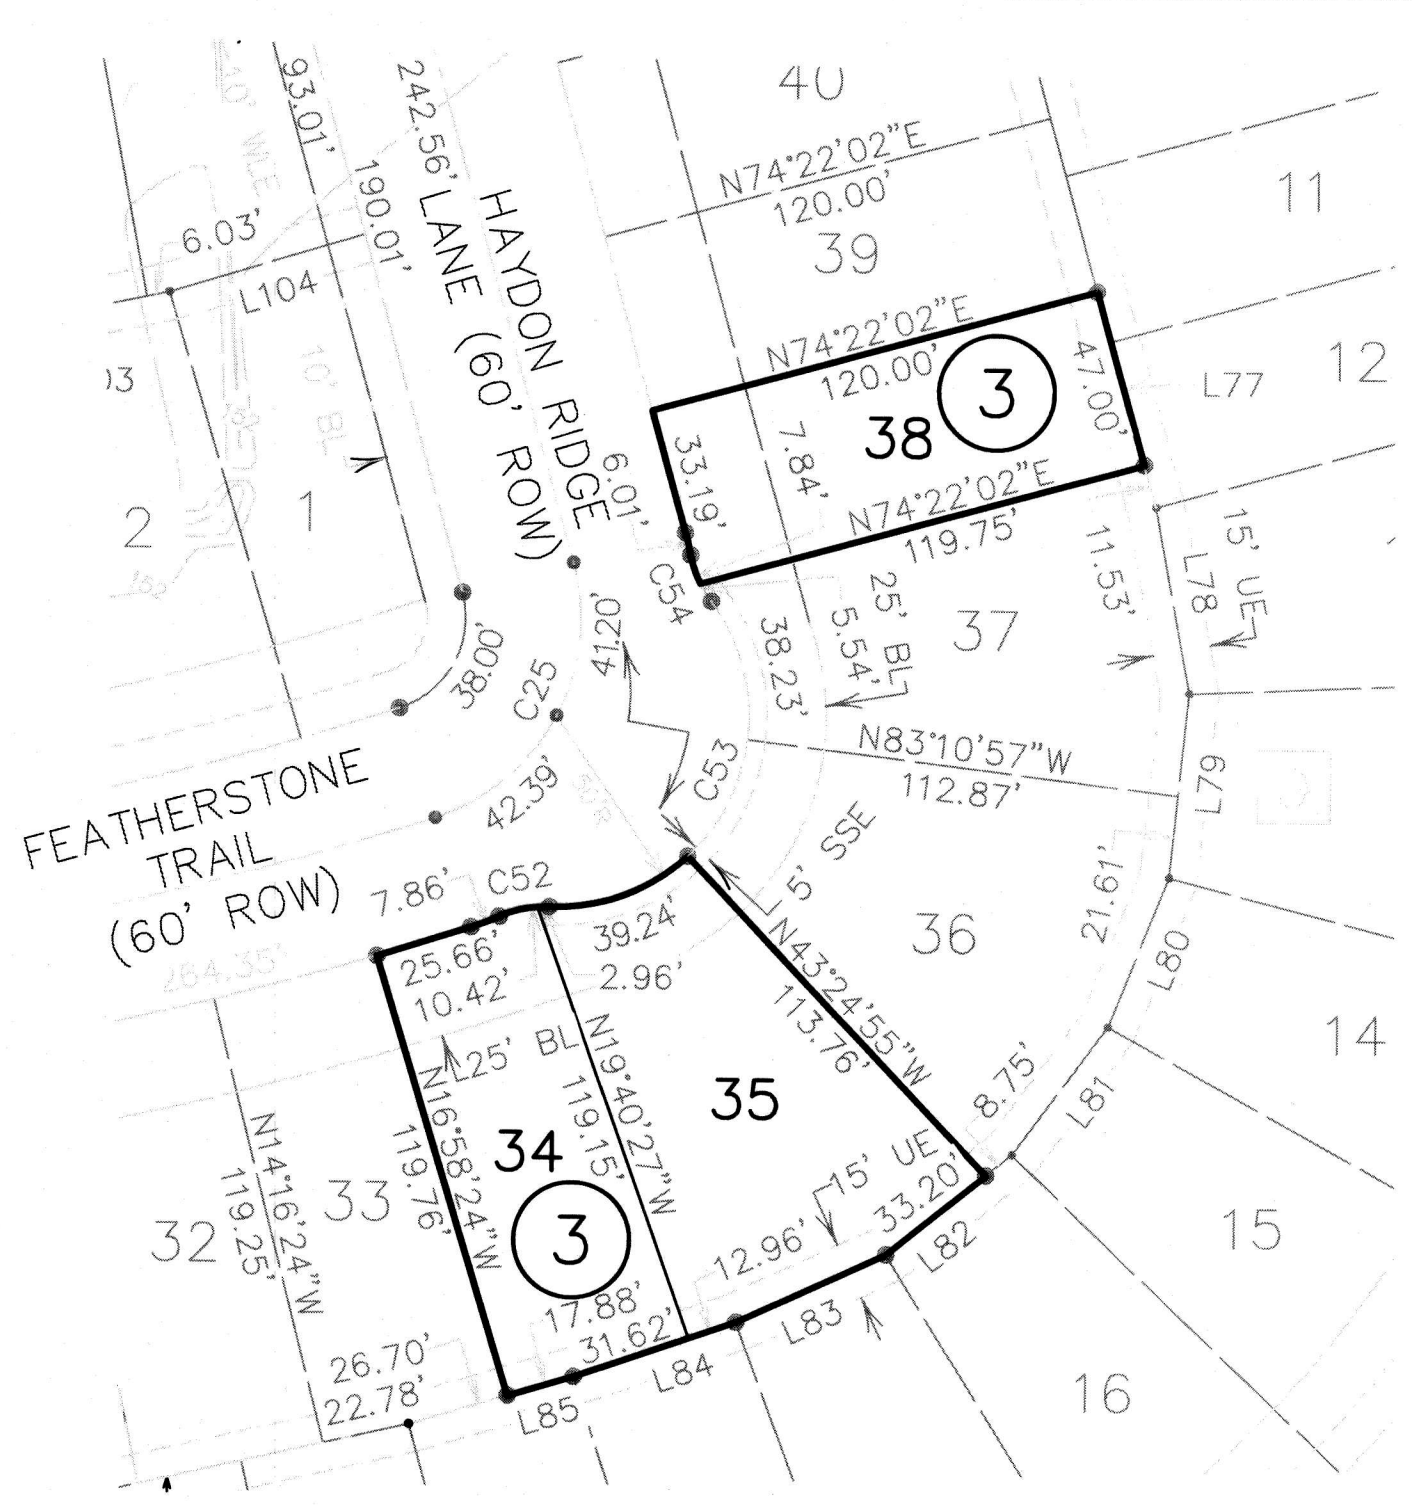 40
10' WLE
93.01'
242.56'
190.01'
6.03'
L104
HAYDON RIDGE
LANE (60' ROW)
N74°22'02"E
120.00'
39
11
12
N74°22'02"E
120.00'
3
38
47.00'
L77
33.19'
7.84'
6.01'
N74°22'02"E
119.75'
10' BL
2
1
C54
11.53'
L78
15' UE
37
25' BL
5.54'
38.23'
41.20'
38.00'
C25
C53
N83°10'57"W
112.87'
L79
FEATHERSTONE
TRAIL
(60' ROW)
42.39'
50'R
5' SSE
7.86'
C52
39.24'
264.35'
25.66'
10.42'
2.96'
36
21.61'
L80
N43°24'55"W
113.76'
14
25' BL
N16°58'24"W
119.76'
N19°40'27"W
119.15'
35
8.75'
L81
34
3
15' UE
33.20'
L82
N14°16'24"W
119.25'
33
32
15
12.96'
L83
17.88'
31.62'
L84
26.70'
22.78'
L85
16